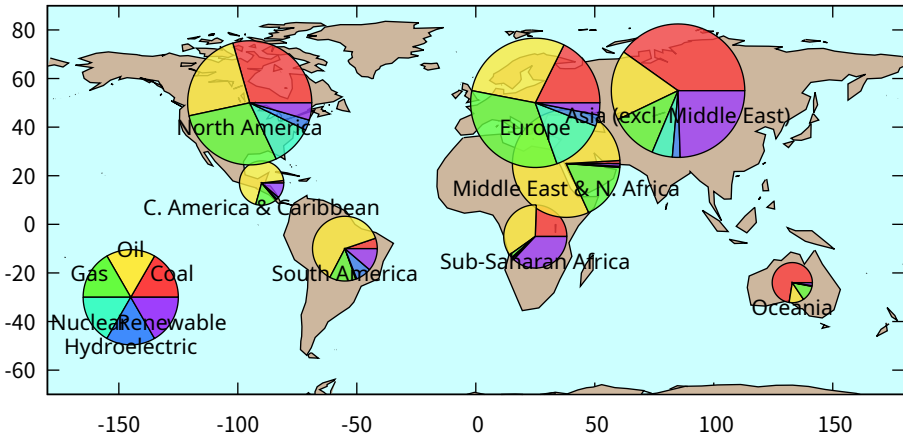 80
60
40
20
0
-20
-40
-60
North America
Europe
Asia (excl. Middle East)
Middle East & N. Africa
C. America & Caribbean
Sub-Saharan Africa
South America
Oceania
Oil
Gas
Coal
Nuclear
Renewable
Hydroelectric
-150
-100
-50
0
50
100
150